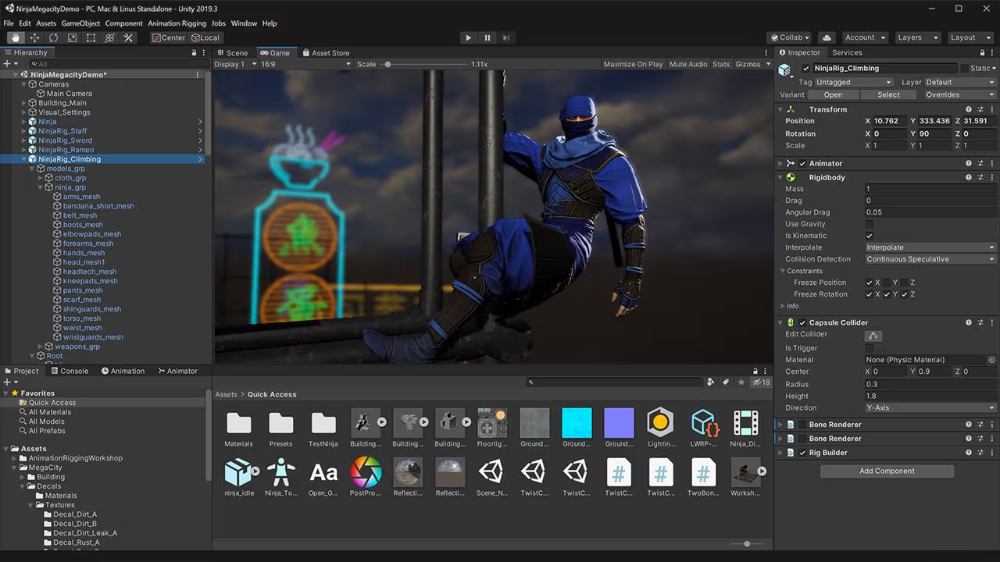 NinjaMegacityDemo - PC, Mac & Linux Standalone - Unity 2019.3
File Edit Assets GameObject Component Animation Rigging Jobs Window Help
Center Local Collab Account Layers Layout
Hierarchy
All
NinjaMegacityDemo*
Cameras
Main Camera
Building_Main
Visual_Settings
Ninja
NinjaRig_Staff
NinjaRig_Sword
NinjaRig_Ramen
NinjaRig_Climbing
models_grp
cloth_grp
ninja_grp
arms_mesh
bandana_short_mesh
belt_mesh
boots_mesh
elbowpads_mesh
forearms_mesh
hands_mesh
head_mesh1
headtech_mesh
kneepads_mesh
pants_mesh
scarf_mesh
shinguards_mesh
torso_mesh
waist_mesh
wristguards_mesh
weapons_grp
Root
Scene Game Asset Store
Display 1 16:9 Scale 1.11x Maximize On Play Mute Audio Stats Gizmos
Inspector Services
NinjaRig_Climbing Static
Tag Untagged Layer Default
Variant Open Select Overrides
Transform
Position X 10.762 Y 333.436 Z 31.591
Rotation X 0 Y 90 Z 0
Scale X 1 Y 1 Z 1
Animator
Rigidbody
Mass 1
Drag 0
Angular Drag 0.05
Use Gravity
Is Kinematic
Interpolate Interpolate
Collision Detection Continuous Speculative
Constraints
Freeze Position X Y Z
Freeze Rotation X Y Z
Info
Capsule Collider
Edit Collider
Is Trigger
Material None (Physic Material)
Center X 0 Y 0.9 Z 0
Radius 0.3
Height 1.8
Direction Y-Axis
Bone Renderer
Bone Renderer
Rig Builder
Add Component
Project Console Animation Animator
18
Favorites
Quick Access
All Materials
All Models
All Prefabs
Assets
AnimationRiggingWorkshop
MegaCity
Building
Decals
Materials
Textures
Decal_Dirt_A
Decal_Dirt_B
Decal_Dirt_Leak_A
Decal_Rust_A
Assets > Quick Access
Materials Presets TestNinja Building... Building... Building... Floorlig... Ground... Ground... Ground... Lightin... LWRP-... Ninja_Di...
Aa
# # #
ninja_idle Ninja_To... Open_G... PostPro... Reflecti... Reflecti... Scene_N... TwistC... TwistC... TwistC... TwistC... TwoBon... Worksh...